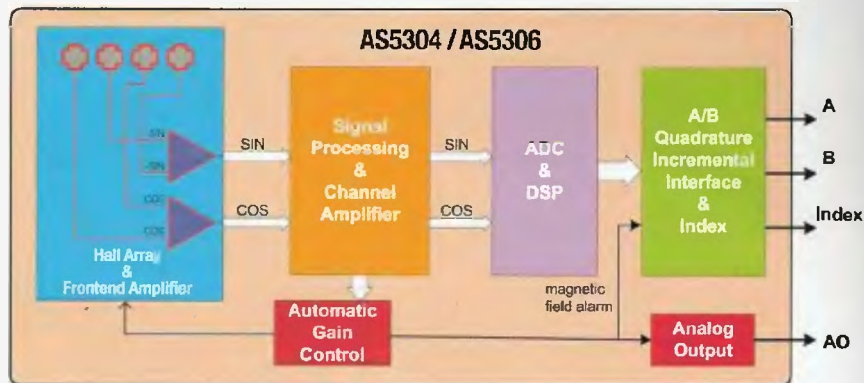 AS5304 / AS5306
SIN
-SIN
COS
-COS
Hall Array
&
Frontend Amplifier
SIN
COS
Signal
Processing
&
Channel
Amplifier
SIN
COS
ADC
&
DSP
A/B
Quadrature
Incremental
Interface
&
Index
A
B
Index
magnetic
field alarm
Automatic
Gain
Control
Analog
Output
AO